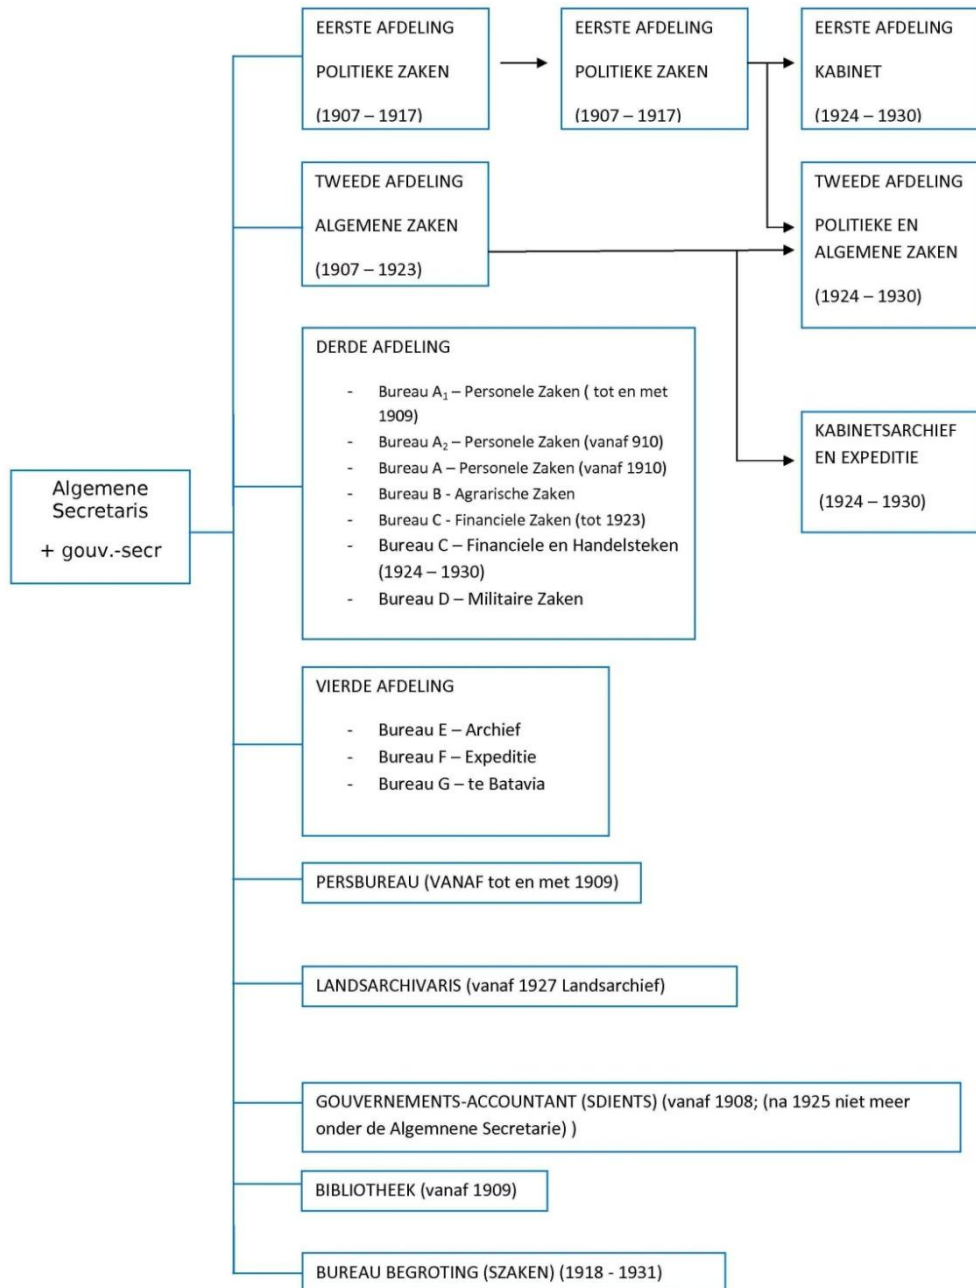 EERSTE AFDELING
POLITIEKE ZAKEN
(1907 – 1917)
EERSTE AFDELING
POLITIEKE ZAKEN
(1907 – 1917)
EERSTE AFDELING
KABINET
(1924 – 1930)
TWEEDE AFDELING
ALGEMENE ZAKEN
(1907 – 1923)
TWEEDE AFDELING
POLITIEKE EN
ALGEMENE ZAKEN
(1924 – 1930)
DERDE AFDELING
- Bureau A₁ – Personele Zaken ( tot en met
1909)
- Bureau A₂ – Personele Zaken (vanaf 910)
- Bureau A – Personele Zaken (vanaf 1910)
- Bureau B - Agrarische Zaken
- Bureau C - Financiele Zaken (tot 1923)
- Bureau C – Financiele en Handelsteken
(1924 – 1930)
- Bureau D – Militaire Zaken
KABINETSARCHIEF
EN EXPEDITIE
(1924 – 1930)
Algemene
Secretaris
+ gouv.-secr
VIERDE AFDELING
- Bureau E – Archief
- Bureau F – Expeditie
- Bureau G – te Batavia
PERSBUREAU (VANAF tot en met 1909)
LANDSARCHIVARIS (vanaf 1927 Landsarchief)
GOUVERNEMENTS-ACCOUNTANT (SDIENTS) (vanaf 1908; (na 1925 niet meer
onder de Algemnene Secretarie) )
BIBLIOTHEEK (vanaf 1909)
BUREAU BEGROTING (SZAKEN) (1918 - 1931)